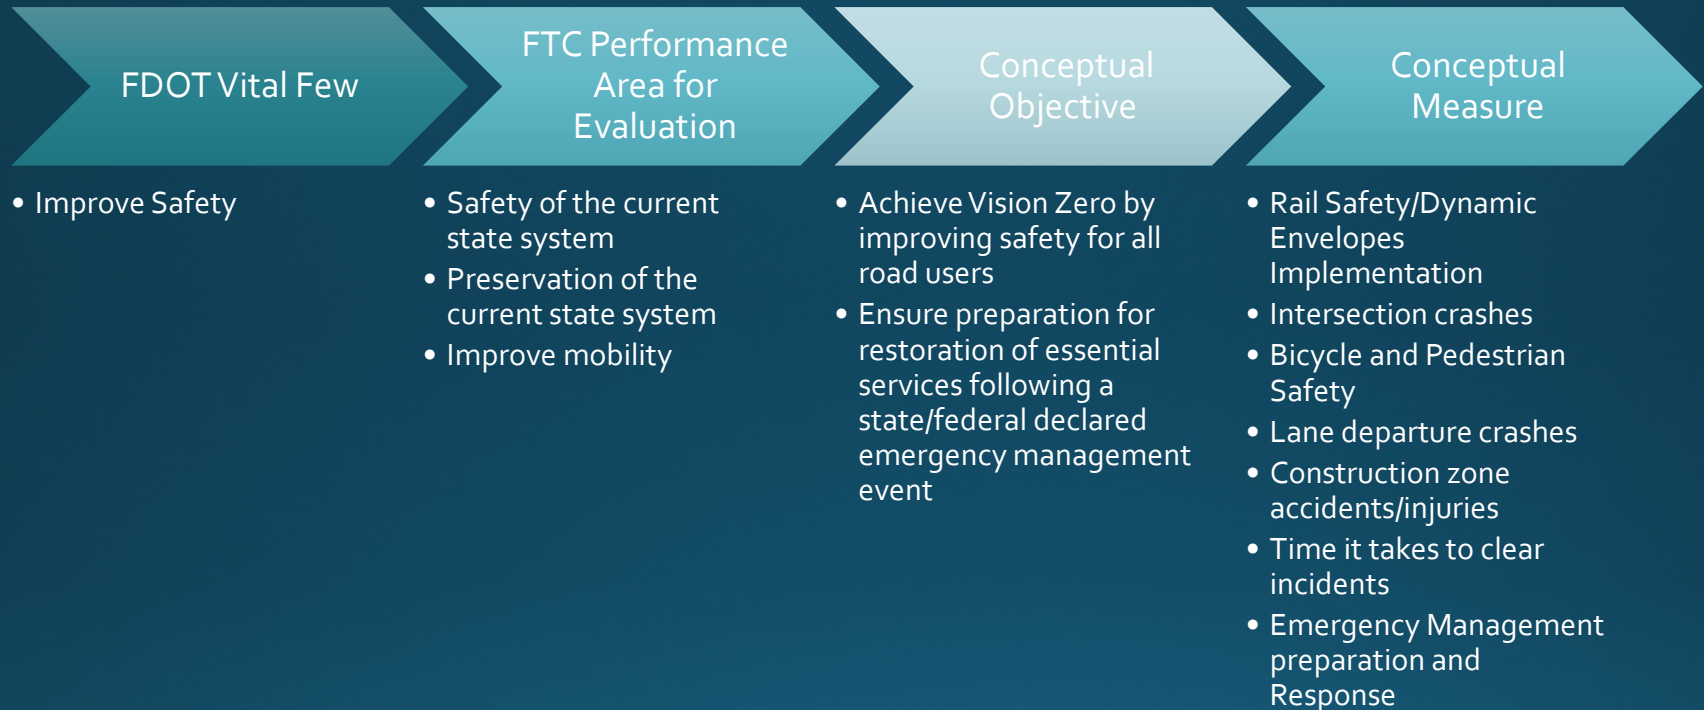 FDOT Vital Few
• Improve Safety
FTC Performance
Area for
Evaluation
• Safety of the current
state system
• Preservation of the
current state system
• Improve mobility
Conceptual
Objective
• Achieve Vision Zero by
improving safety for all
road users
• Ensure preparation for
restoration of essential
services following a
state/federal declared
emergency management
event
Conceptual
Measure
• Rail Safety/Dynamic
Envelopes
Implementation
• Intersection crashes
• Bicycle and Pedestrian
Safety
• Lane departure crashes
• Construction zone
accidents/injuries
• Time it takes to clear
incidents
• Emergency Management
preparation and
Response